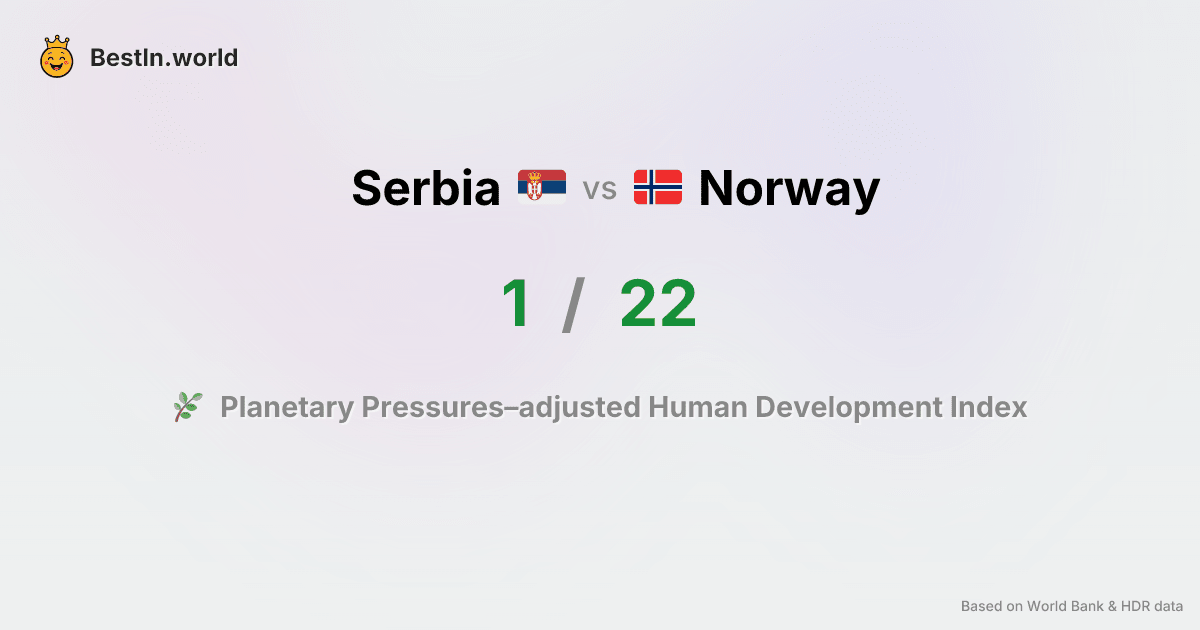 BestIn.world
Serbia vs Norway
1 / 22
Planetary Pressures–adjusted Human Development Index
Based on World Bank & HDR data